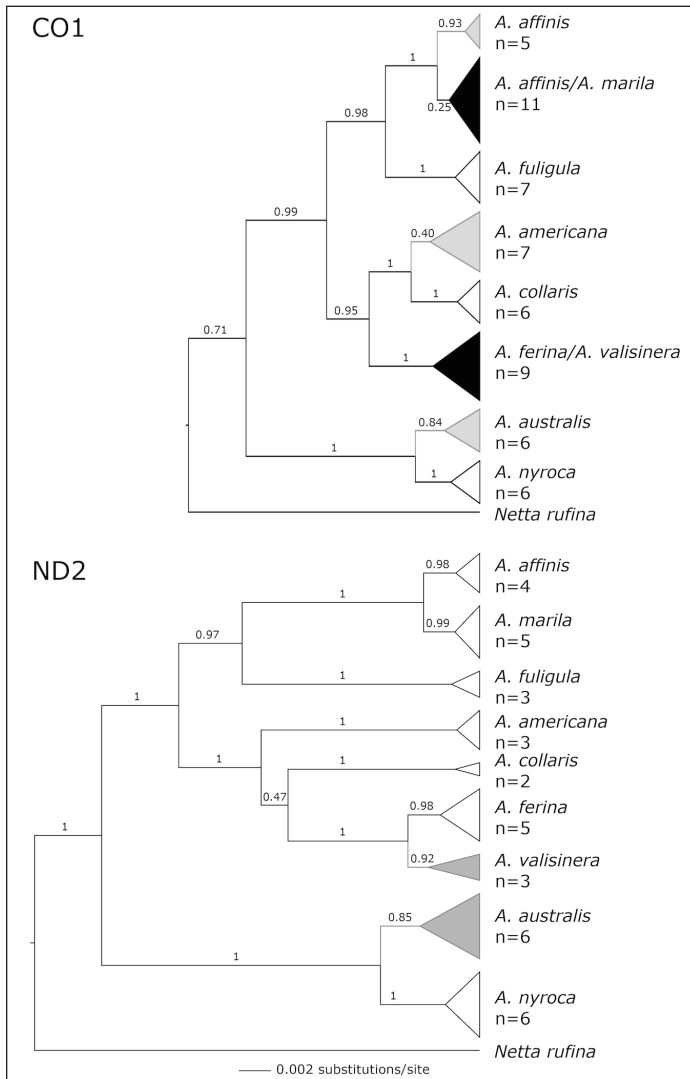 CO1
0.93
A. affinis
n=5
1
0.25
A. affinis/A. marila
n=11
0.98
1
A. fuligula
n=7
0.99
0.40
A. americana
n=7
1
1
A. collaris
n=6
0.95
1
A. ferina/A. valisinera
n=9
0.71
0.84
A. australis
n=6
1
1
A. nyroca
n=6
Netta rufina
ND2
0.98
A. affinis
n=4
1
0.99
A. marila
n=5
0.97
1
A. fuligula
n=3
1
1
A. americana
n=3
1
1
A. collaris
n=2
0.47
0.98
A. ferina
n=5
1
0.92
A. valisinera
n=3
1
0.85
A. australis
n=6
1
1
A. nyroca
n=6
Netta rufina
0.002 substitutions/site